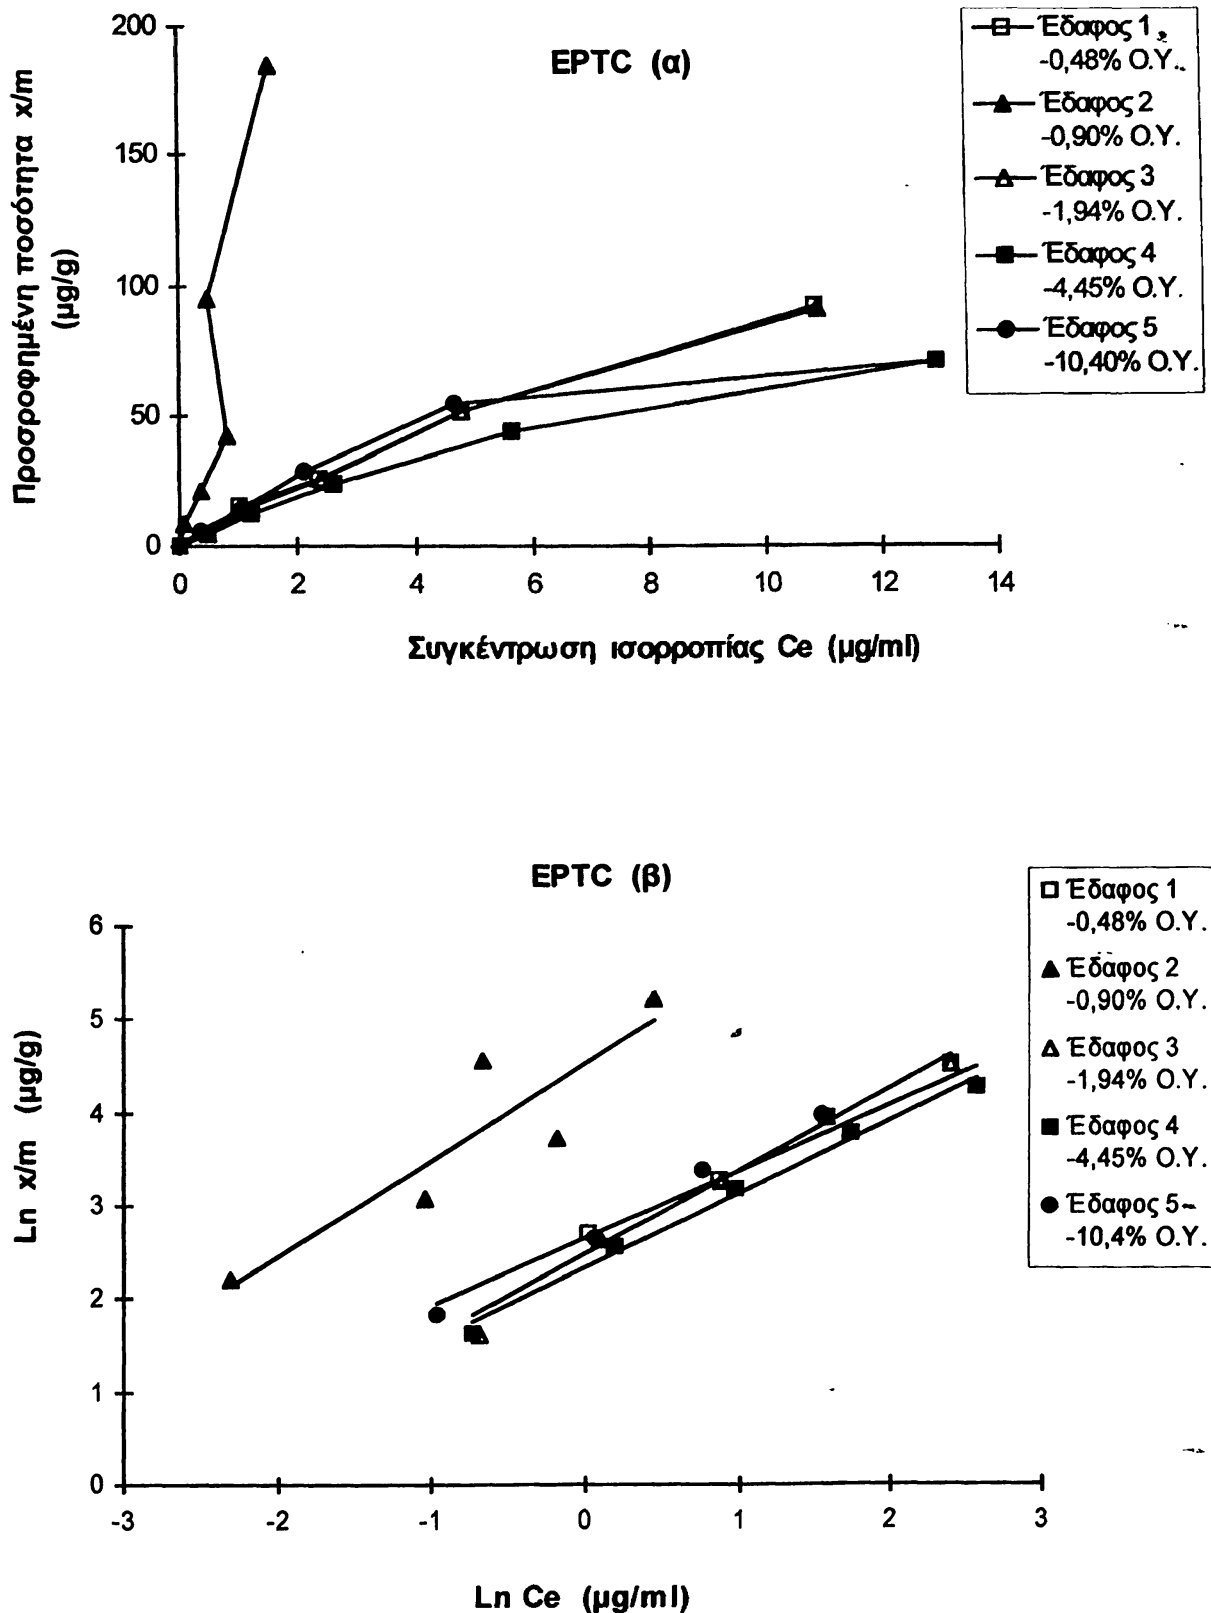 EPTC (α)
Προσροφημένη ποσότητα x/m
(μg/g)
200
150
100
50
0
0 2 4 6 8 10 12 14
Συγκέντρωση ισορροπίας Ce (μg/ml)
Έδαφος 1
-0,48% Ο.Υ.
Έδαφος 2
-0,90% Ο.Υ.
Έδαφος 3
-1,94% Ο.Υ.
Έδαφος 4
-4,45% Ο.Υ.
Έδαφος 5
-10,40% Ο.Υ.
EPTC (β)
Ln x/m (μg/g)
6
5
4
3
2
1
0
-3 -2 -1 0 1 2 3
Ln Ce (μg/ml)
Έδαφος 1
-0,48% Ο.Υ.
Έδαφος 2
-0,90% Ο.Υ.
Έδαφος 3
-1,94% Ο.Υ.
Έδαφος 4
-4,45% Ο.Υ.
Έδαφος 5
-10,4% Ο.Υ.